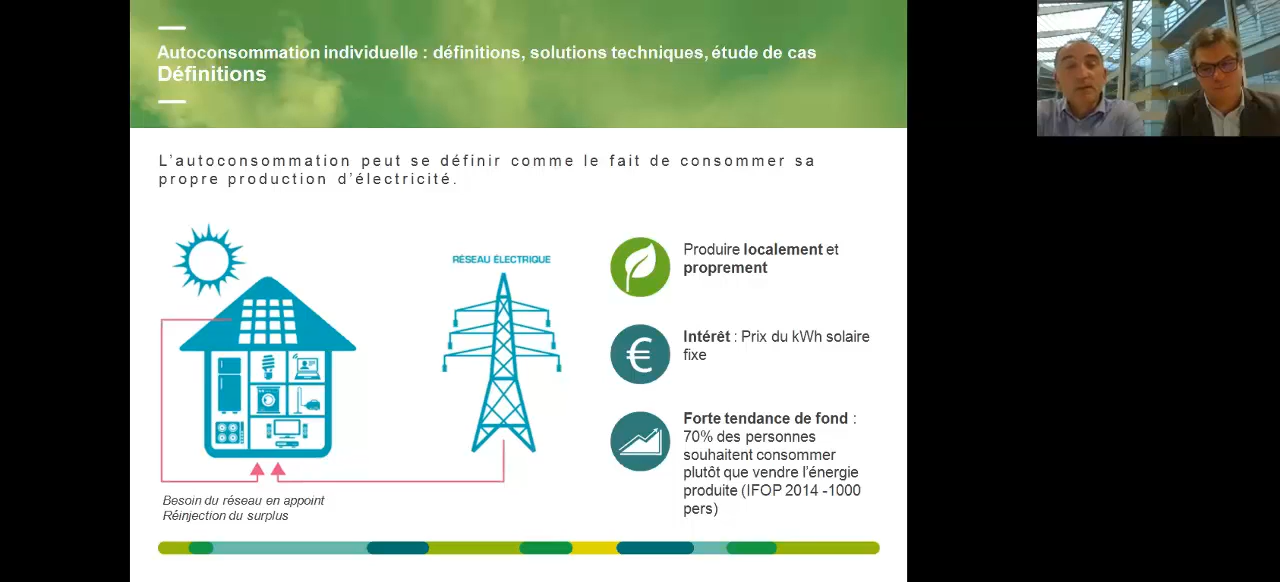 Autoconsommation individuelle : définitions, solutions techniques, étude de cas
Définitions
L'autoconsommation peut se définir comme le fait de consommer sa
propre production d'électricité.
RÉSEAU ÉLECTRIQUE
Besoin du réseau en appoint
Réinjection du surplus
Produire localement et
proprement
€
Intérêt : Prix du kWh solaire
fixe
Forte tendance de fond :
70% des personnes
souhaitent consommer
plutôt que vendre l'énergie
produite (IFOP 2014 -1000
pers)